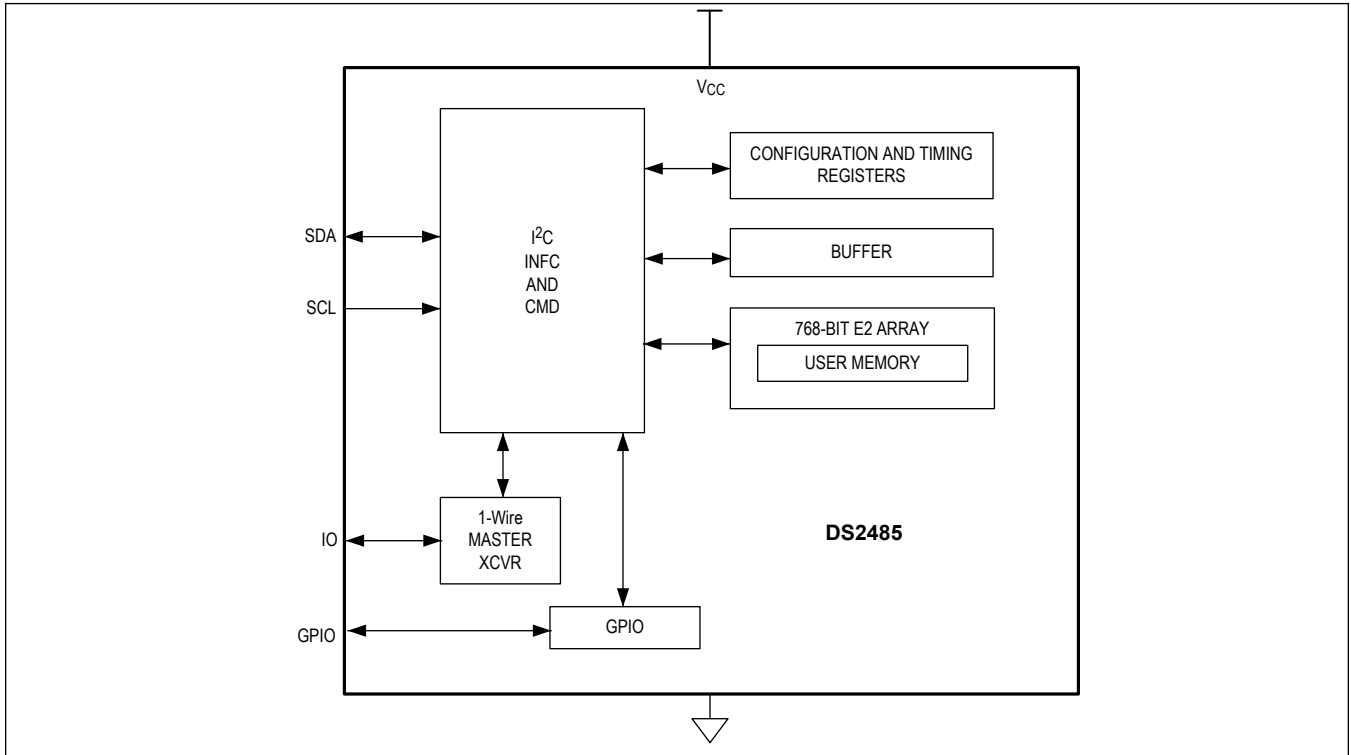 VCC
CONFIGURATION AND TIMING
REGISTERS
SDA
I2C
INFC
AND
CMD
BUFFER
SCL
768-BIT E2 ARRAY
USER MEMORY
IO
1-Wire
MASTER
XCVR
DS2485
GPIO
GPIO